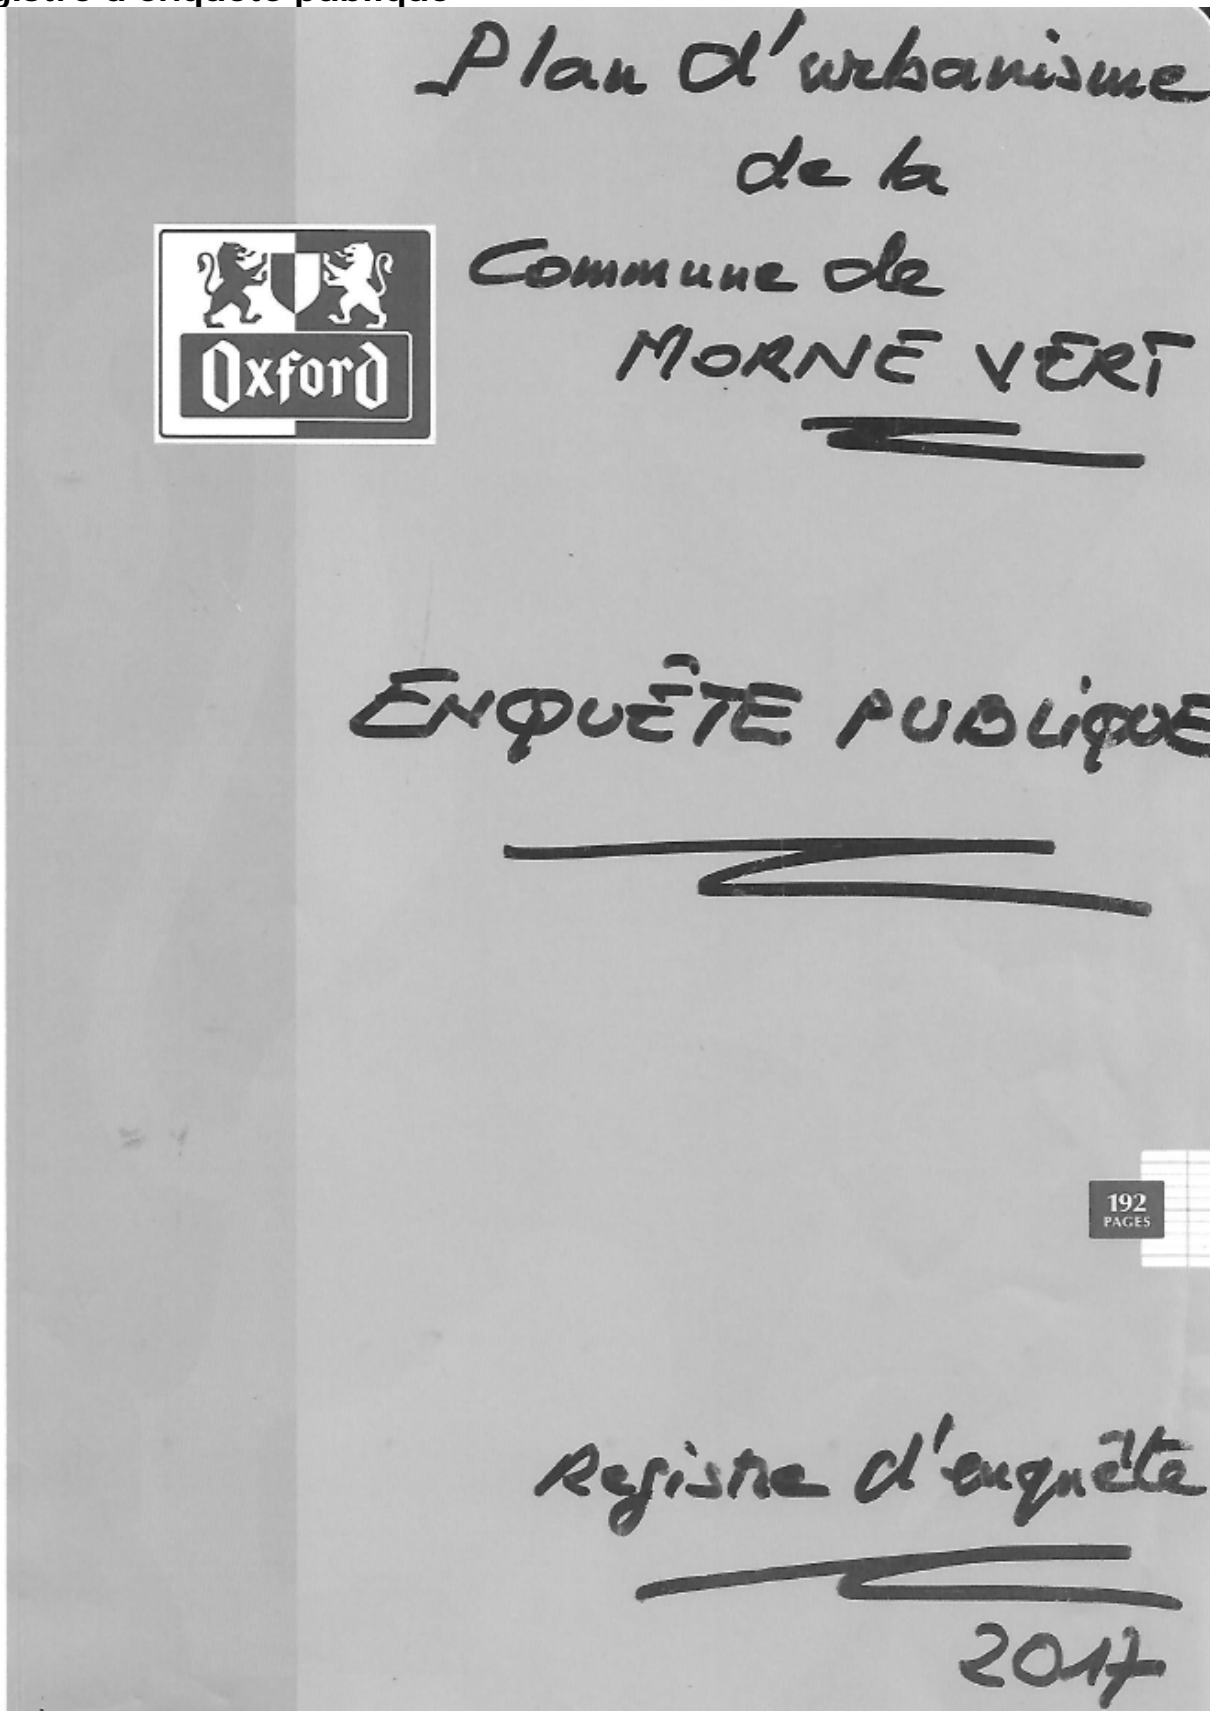 Plan d'urbanisme
de la
Commune de
MORNE VERT
Oxford
ENQUÊTE PUBLIQUE
192
PAGES
Registre d'enquête
2017